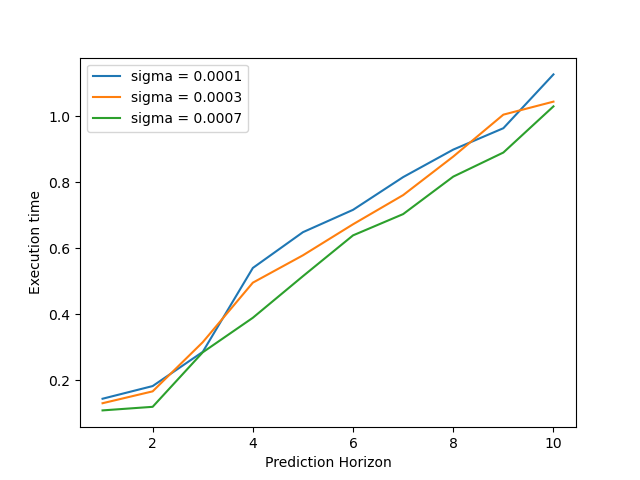 sigma = 0.0001
sigma = 0.0003
sigma = 0.0007
1.0
0.8
0.6
0.4
0.2
Execution time
2 4 6 8 10
Prediction Horizon